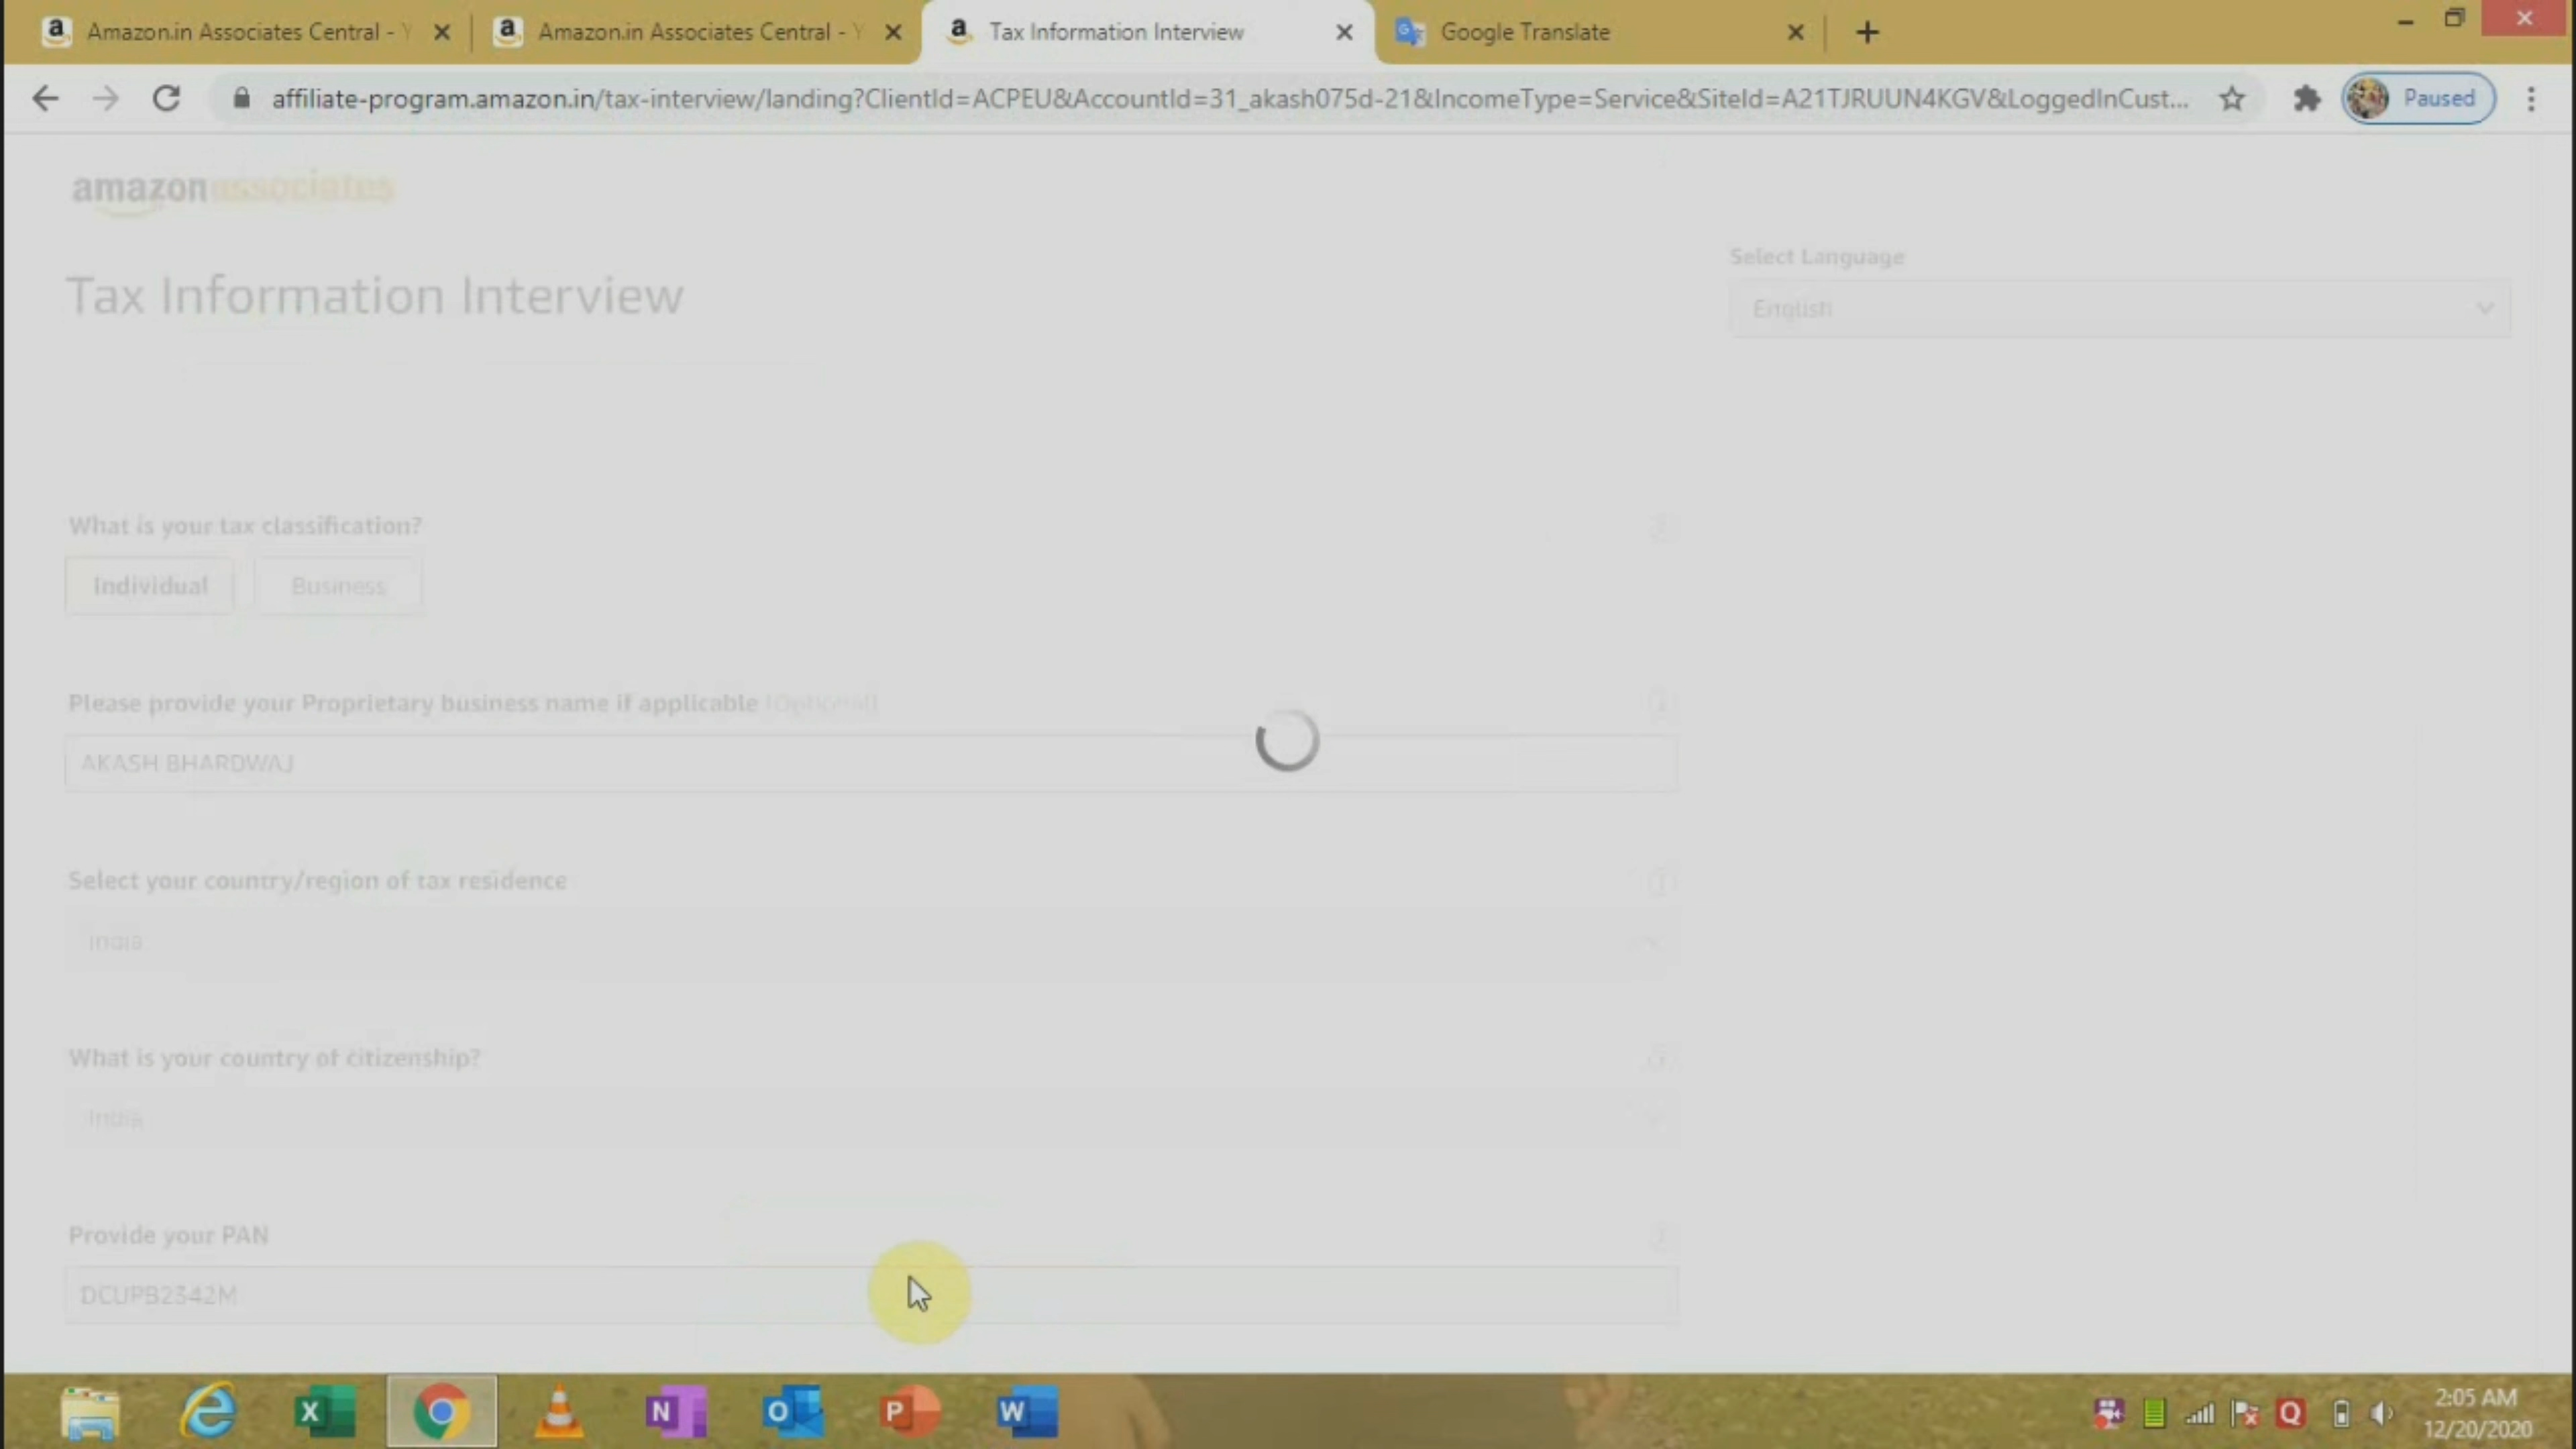 Amazon.in Associates Central - Y
Amazon.in Associates Central - Y
Tax Information Interview
Google Translate
affiliate-program.amazon.in/tax-interview/landing?ClientId=ACPEU&AccountId=31_akash075d-21&IncomeType=Service&SiteId=A21TJRUUN4KGV&LoggedInCust...
Paused
amazonassociates
Select Language
English
Tax Information Interview
What is your tax classification?
Individual
Business
Please provide your Proprietary business name if applicable (Optional)
AKASH BHARDWAJ
Select your country/region of tax residence
India
What is your country of citizenship?
India
Provide your PAN
DCUPB2342M
2:05 AM
12/20/2020